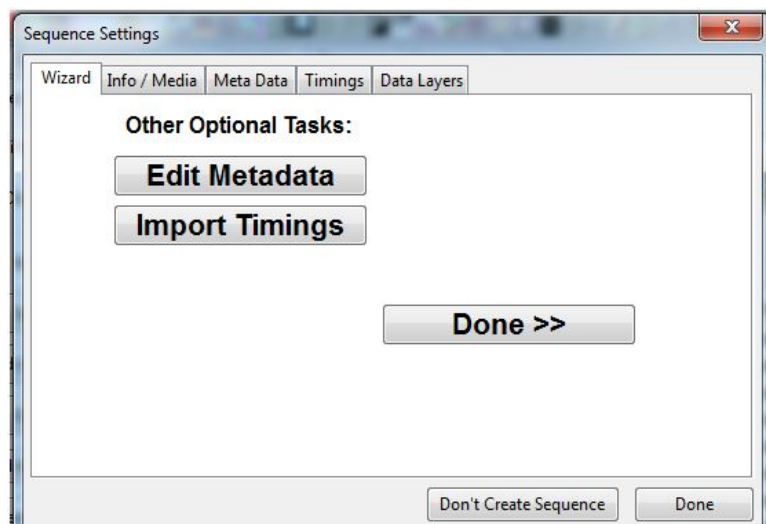 Sequence Settings
Wizard Info / Media Meta Data Timings Data Layers
Other Optional Tasks:
Edit Metadata
Import Timings
Done >>
Don't Create Sequence Done